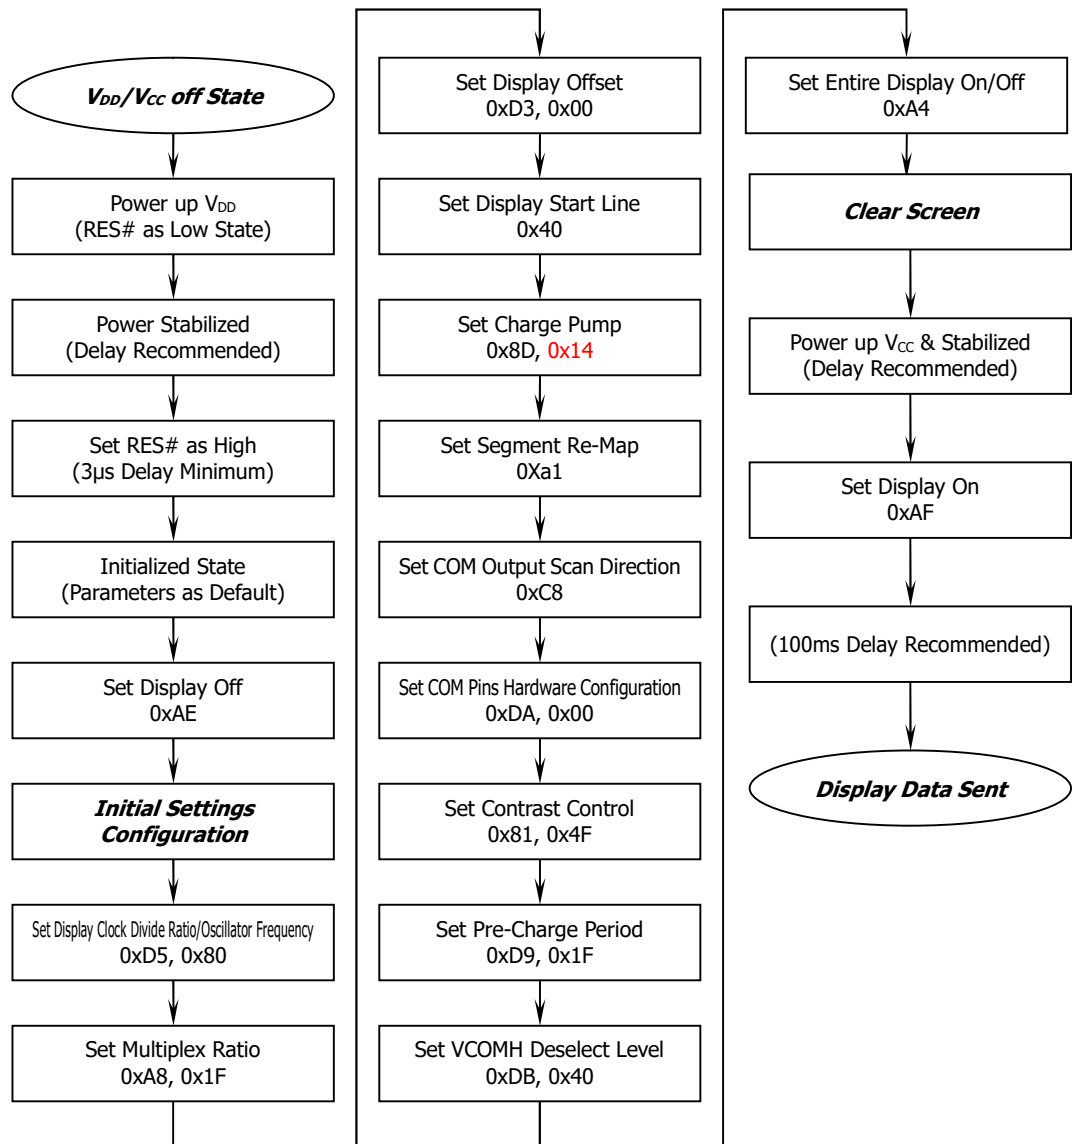 VDD/VCC off State
Power up VDD
(RES# as Low State)
Power Stabilized
(Delay Recommended)
Set RES# as High
(3μs Delay Minimum)
Initialized State
(Parameters as Default)
Set Display Off
0xAE
Initial Settings
Configuration
Set Display Clock Divide Ratio/Oscillator Frequency
0xD5, 0x80
Set Multiplex Ratio
0xA8, 0x1F
Set Display Offset
0xD3, 0x00
Set Display Start Line
0x40
Set Charge Pump
0x8D, 0x14
Set Segment Re-Map
0Xa1
Set COM Output Scan Direction
0xC8
Set COM Pins Hardware Configuration
0xDA, 0x00
Set Contrast Control
0x81, 0x4F
Set Pre-Charge Period
0xD9, 0x1F
Set VCOMH Deselect Level
0xDB, 0x40
Set Entire Display On/Off
0xA4
Clear Screen
Power up VCC & Stabilized
(Delay Recommended)
Set Display On
0xAF
(100ms Delay Recommended)
Display Data Sent